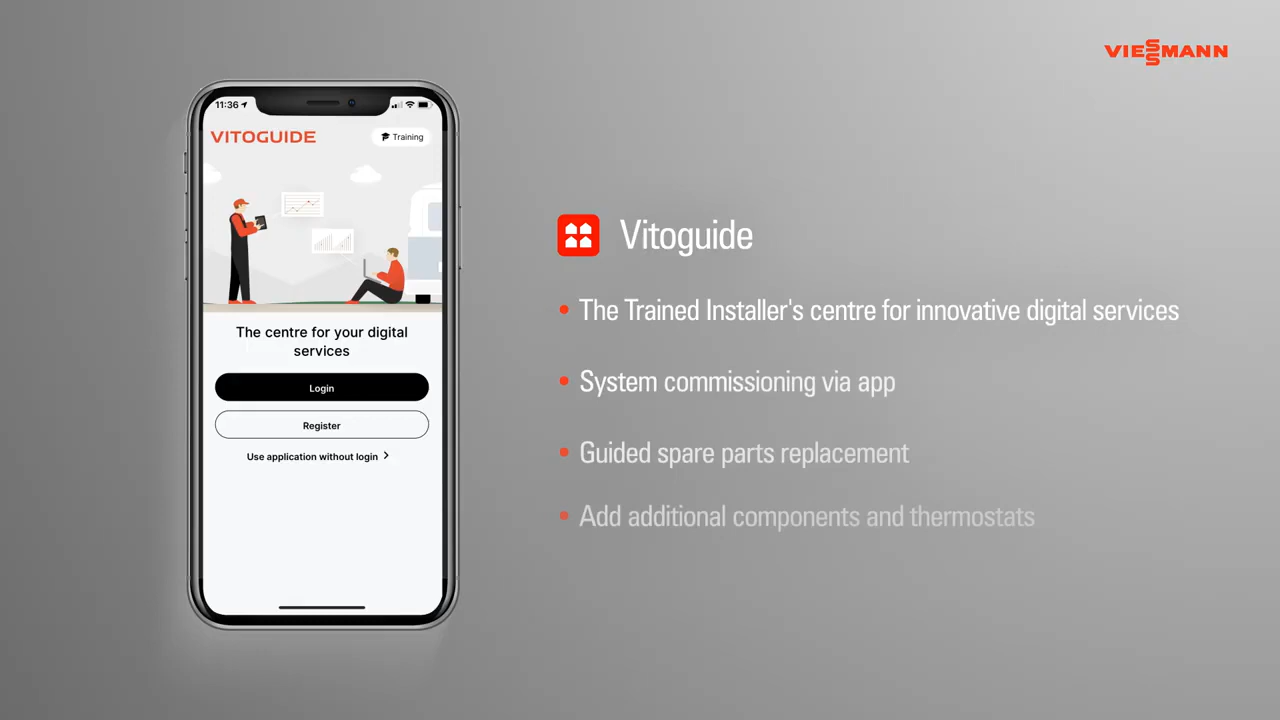 VIESSMANN
11:36
VITOGUIDE
Training
The centre for your digital
services
Login
Register
Use application without login
Vitoguide
• The Trained Installer's centre for innovative digital services
• System commissioning via app
• Guided spare parts replacement
• Add additional components and thermostats